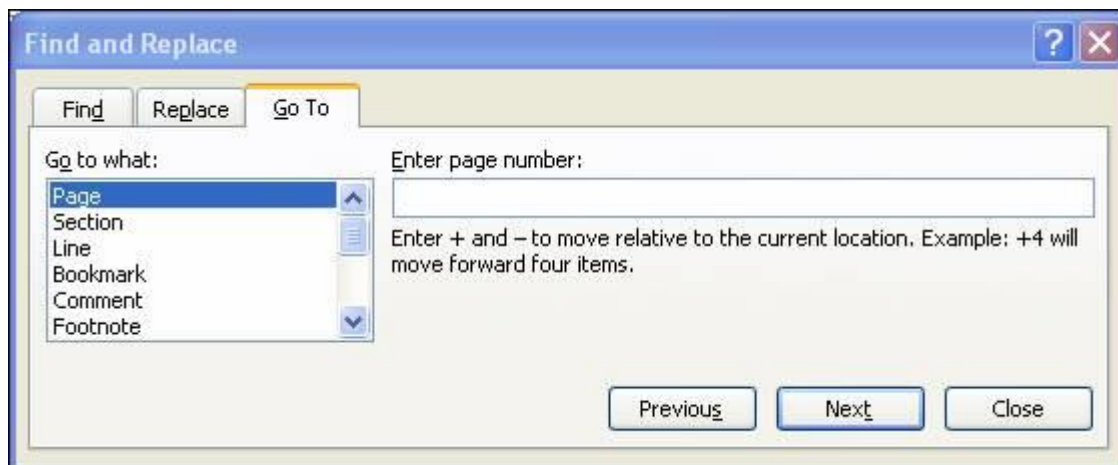 Find and Replace
Find
Replace
Go To
Go to what:
Page
Section
Line
Bookmark
Comment
Footnote
Enter page number:
Enter + and – to move relative to the current location. Example: +4 will
move forward four items.
Previous
Next
Close